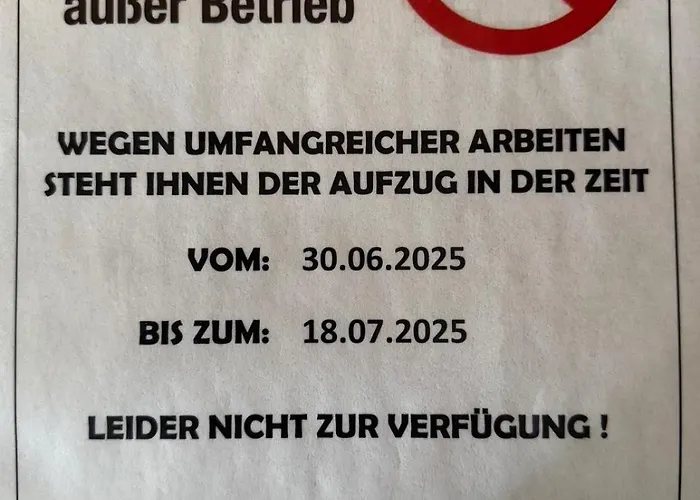 außer Betrieb
WEGEN UMFANGREICHER ARBEITEN
STEHT IHNEN DER AUFZUG IN DER ZEIT
VOM: 30.06.2025
BIS ZUM: 18.07.2025
LEIDER NICHT ZUR VERFÜGUNG !